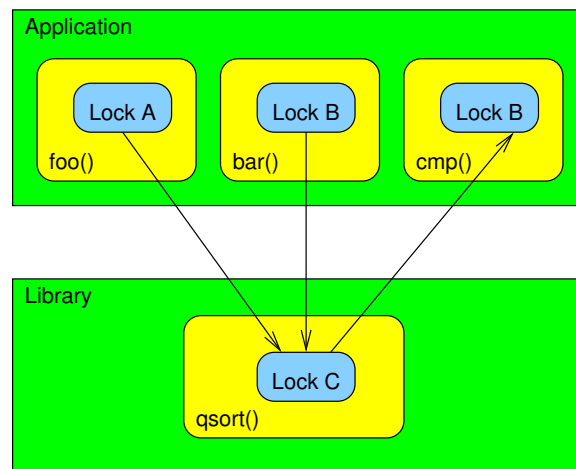 Application
Lock A
Lock B
Lock B
foo()
bar()
cmp()
Library
Lock C
qsort()